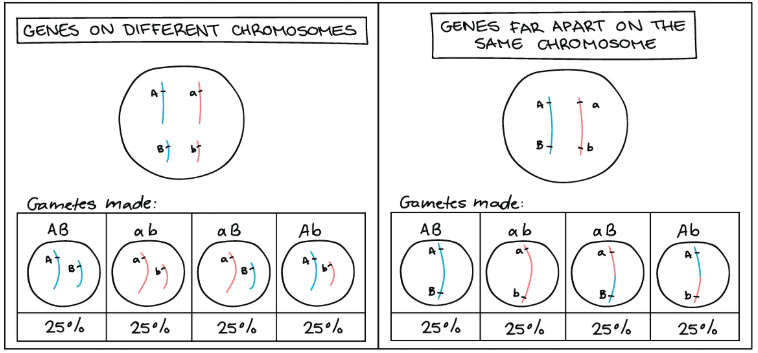 GENES ON DIFFERENT CHROMOSOMES
A a
B b
Gametes made:
AB ab aB Ab
A B a b a B A b
25% 25% 25% 25%
GENES FAR APART ON THE
SAME CHROMOSOME
A a
B b
Gametes made:
AB ab aB Ab
A a a A
B b B b
25% 25% 25% 25%